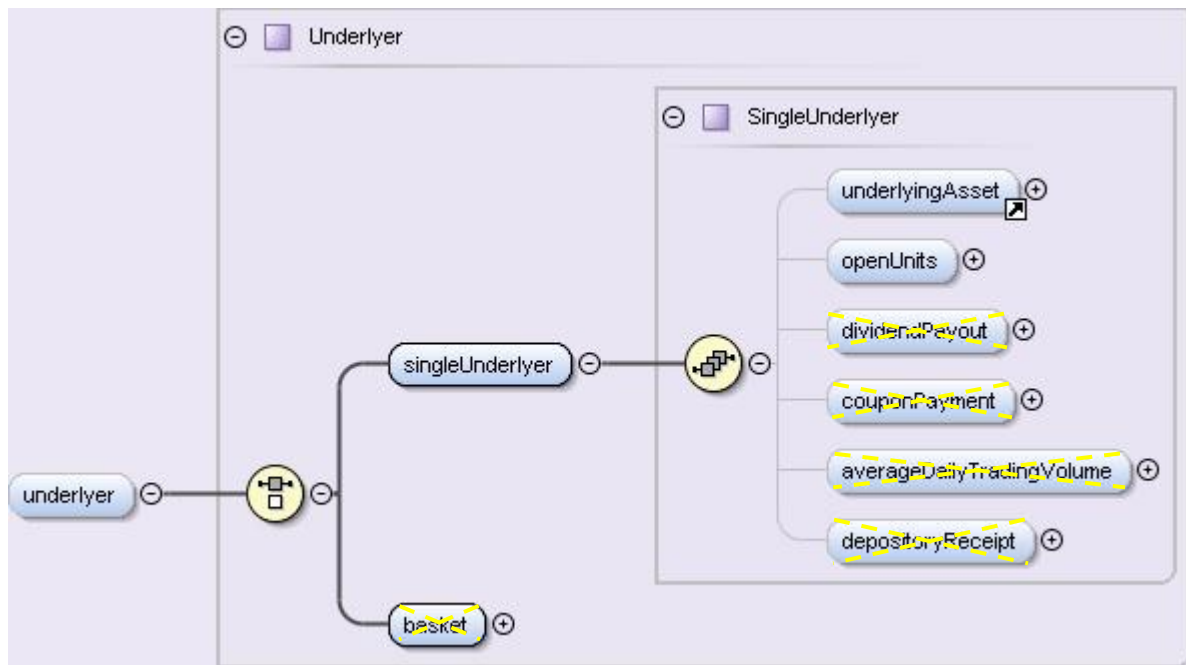 Underlyer
SingleUnderlyer
underlyingAsset
openUnits
dividendPayout
singleUnderlyer
couponPayment
averageDailyTradingVolume
underlyer
depositoryReceipt
basket